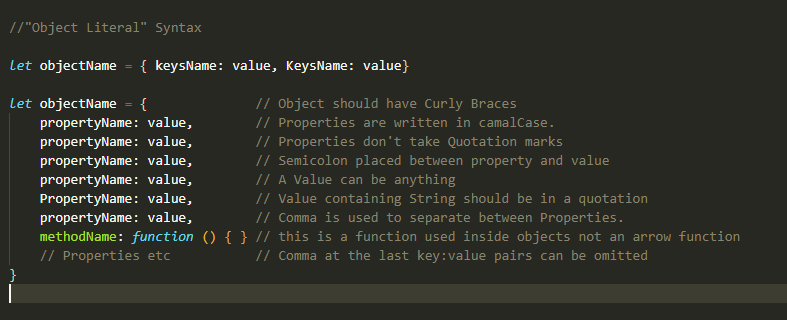 //"Object Literal" Syntax
let objectName = { keysName: value, KeysName: value}
let objectName = { // Object should have Curly Braces
propertyName: value, // Properties are written in camalCase.
propertyName: value, // Properties don't take Quotation marks
propertyName: value, // Semicolon placed between property and value
propertyName: value, // A Value can be anything
PropertyName: value, // Value containing String should be in a quotation
propertyName: value, // Comma is used to separate between Properties.
methodName: function () { } // this is a function used inside objects not an arrow function
// Properties etc // Comma at the last key:value pairs can be omitted
}